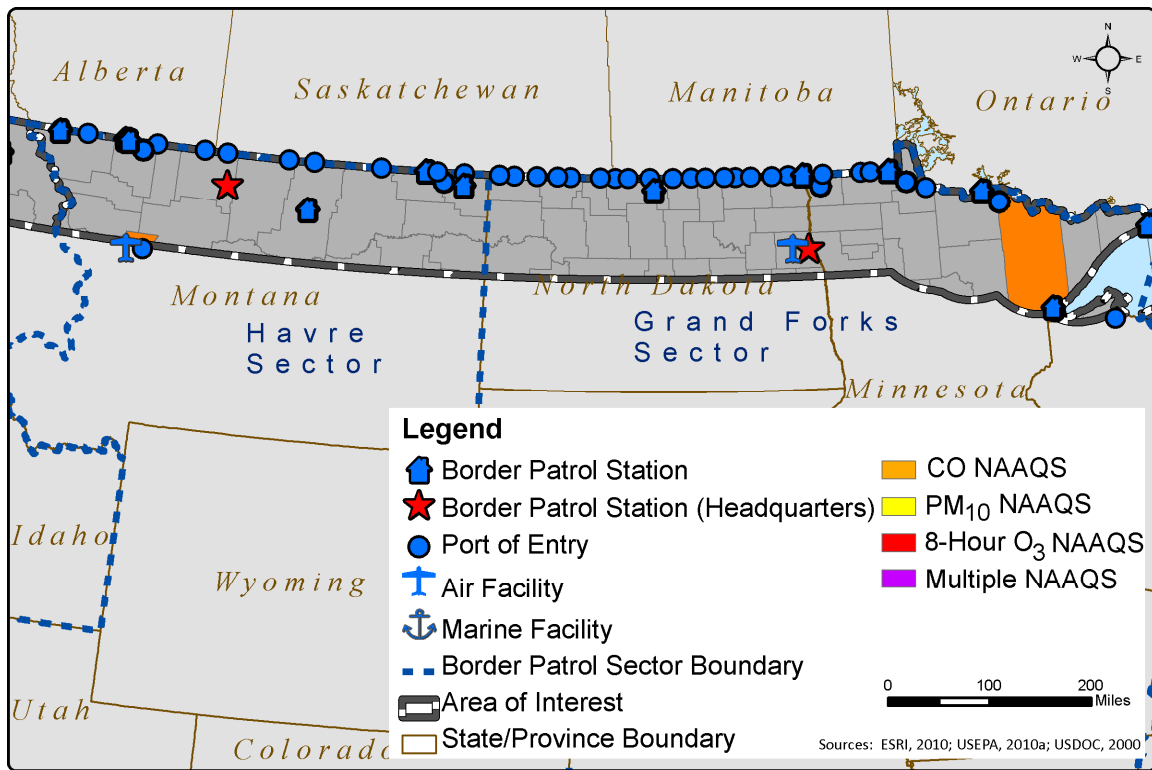 N
W
E
S
Alberta
Saskatchewan
Manitoba
Ontario
Montana
North Dakota
Havre
Sector
Grand Forks
Sector
Minnesota
Idaho
Wyoming
Utah
Colorado
Legend
Border Patrol Station
Border Patrol Station (Headquarters)
Port of Entry
Air Facility
Marine Facility
Border Patrol Sector Boundary
Area of Interest
State/Province Boundary
CO NAAQS
PM10 NAAQS
8-Hour O3 NAAQS
Multiple NAAQS
0 100 200
Miles
Sources: ESRI, 2010; USEPA, 2010a; USDOC, 2000